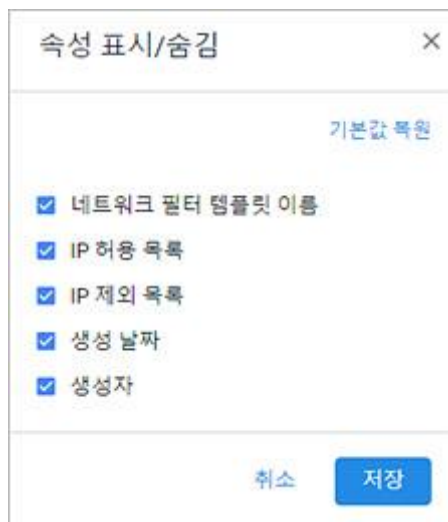 속성 표시/숨김
기본값 복원
네트워크 필터 템플릿 이름
IP 허용 목록
IP 제외 목록
생성 날짜
생성자
취소
저장